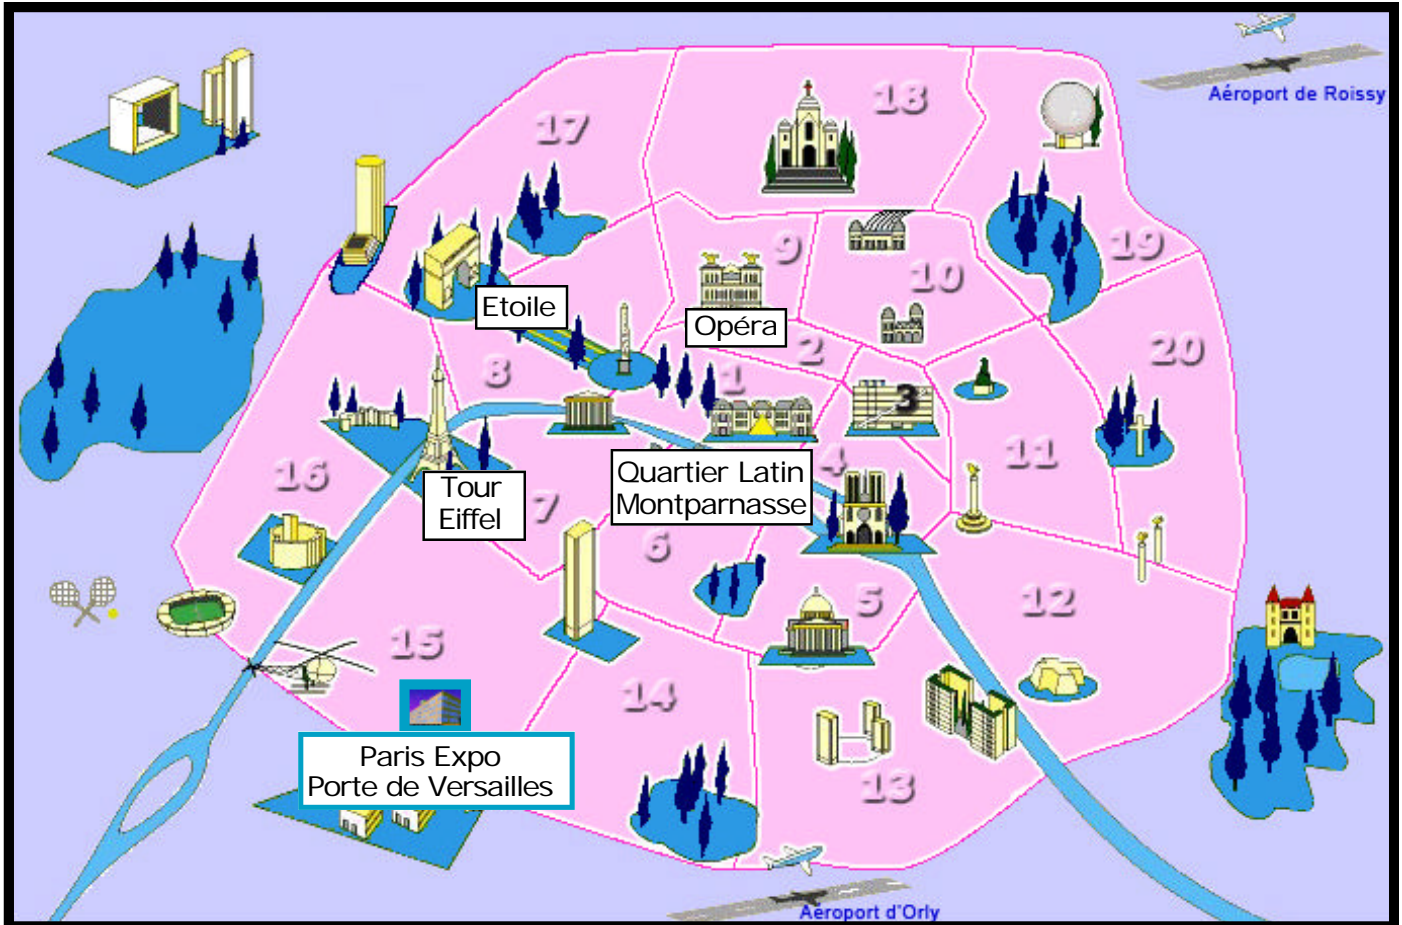 Aéroport de Roissy
18
17
9
19
10
Etoile
Opéra
2
20
8
1
3
16
Quartier Latin
Montparnasse
4
11
Tour
Eiffel
7
6
5
12
15
14
Paris Expo
Porte de Versailles
13
Aéroport d'Orly